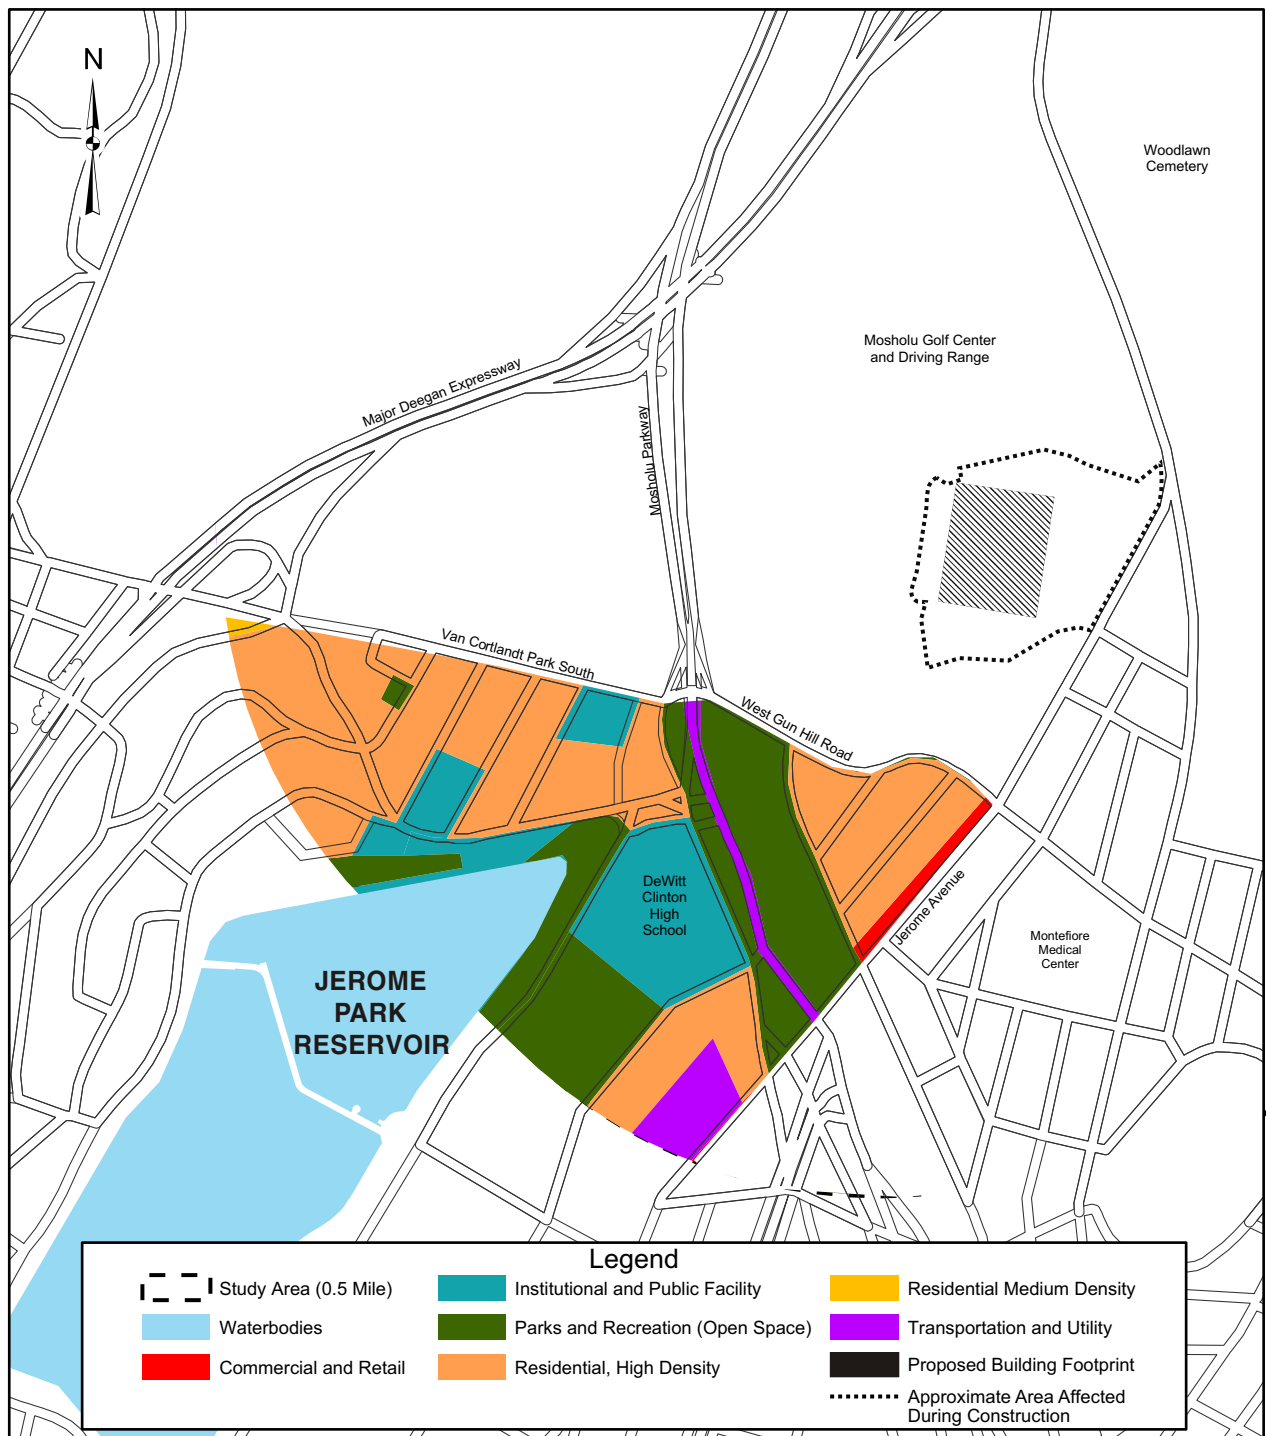 N
Woodlawn
Cemetery
Mosholu Golf Center
and Driving Range
Major Deegan Expressway
Mosholu Parkway
Van Cortlandt Park South
West Gun Hill Road
DeWitt
Clinton
High
School
Jerome Avenue
Montefiore
Medical
Center
JEROME
PARK
RESERVOIR
Legend
Study Area (0.5 Mile)
Waterbodies
Commercial and Retail
Institutional and Public Facility
Parks and Recreation (Open Space)
Residential, High Density
Residential Medium Density
Transportation and Utility
Proposed Building Footprint
Approximate Area Affected
During Construction